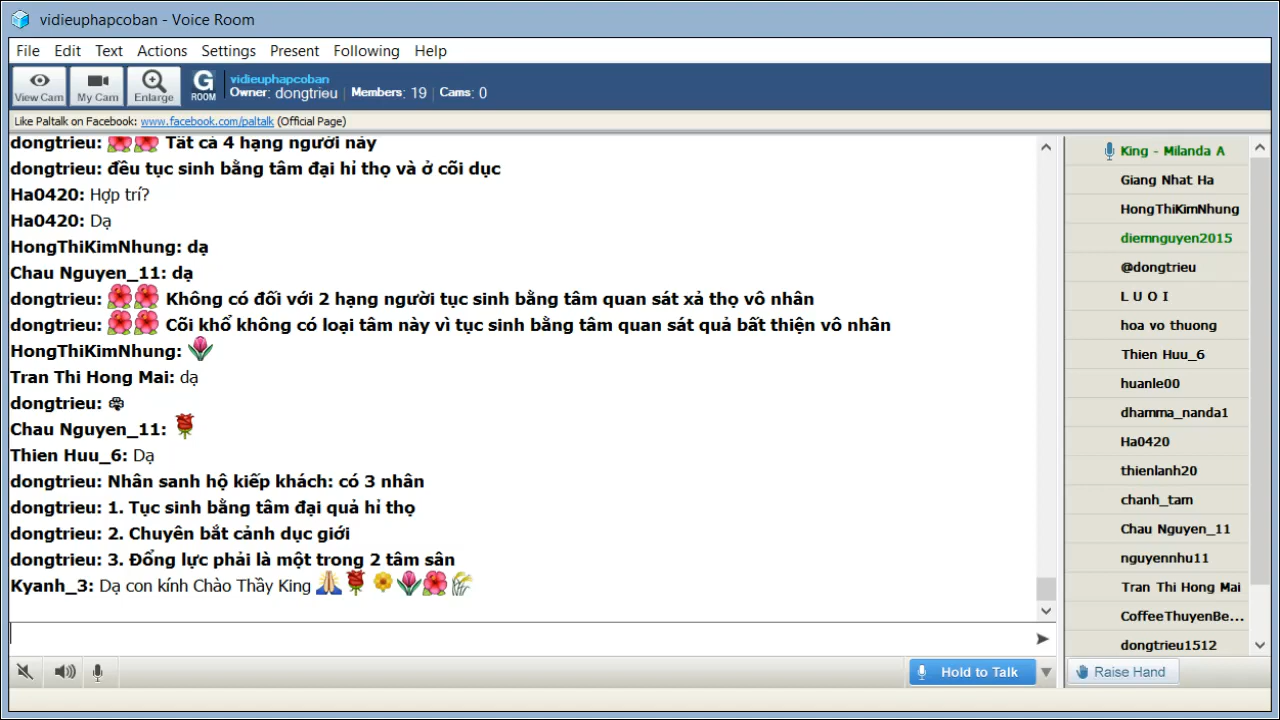 vidieuphapcoban - Voice Room
File Edit Text Actions Settings Present Following Help
View Cam
My Cam
Enlarge
G
ROOM
vidieuphapcoban
Owner: dongtrieu | Members: 19 | Cams: 0
Like Paltalk on Facebook: www.facebook.com/paltalk (Official Page)
dongtrieu: Tất cả 4 hạng người này
dongtrieu: đều tục sinh bằng tâm đại hỉ thọ và ở cõi dục
Ha0420: Hợp trí?
Ha0420: Dạ
HongThiKimNhung: dạ
Chau Nguyen_11: dạ
dongtrieu: Không có đối với 2 hạng người tục sinh bằng tâm quan sát xả thọ vô nhân
dongtrieu: Cõi khổ không có loại tâm này vì tục sinh bằng tâm quan sát quả bất thiện vô nhân
HongThiKimNhung:
Tran Thi Hong Mai: dạ
dongtrieu:
Chau Nguyen_11:
Thien Huu_6: Dạ
dongtrieu: Nhân sanh hộ kiếp khách: có 3 nhân
dongtrieu: 1. Tục sinh bằng tâm đại quả hỉ thọ
dongtrieu: 2. Chuyên bắt cảnh dục giới
dongtrieu: 3. Đổng lực phải là một trong 2 tâm sân
Kyanh_3: Dạ con kính Chào Thầy King
King - Milanda A
Giang Nhat Ha
HongThiKimNhung
diemnguyen2015
@dongtrieu
L U O I
hoa vo thuong
Thien Huu_6
huanle00
dhamma_nanda1
Ha0420
thienlanh20
chanh_tam
Chau Nguyen_11
nguyennhu11
Tran Thi Hong Mai
CoffeeThuyenBe...
dongtrieu1512
Hold to Talk
Raise Hand